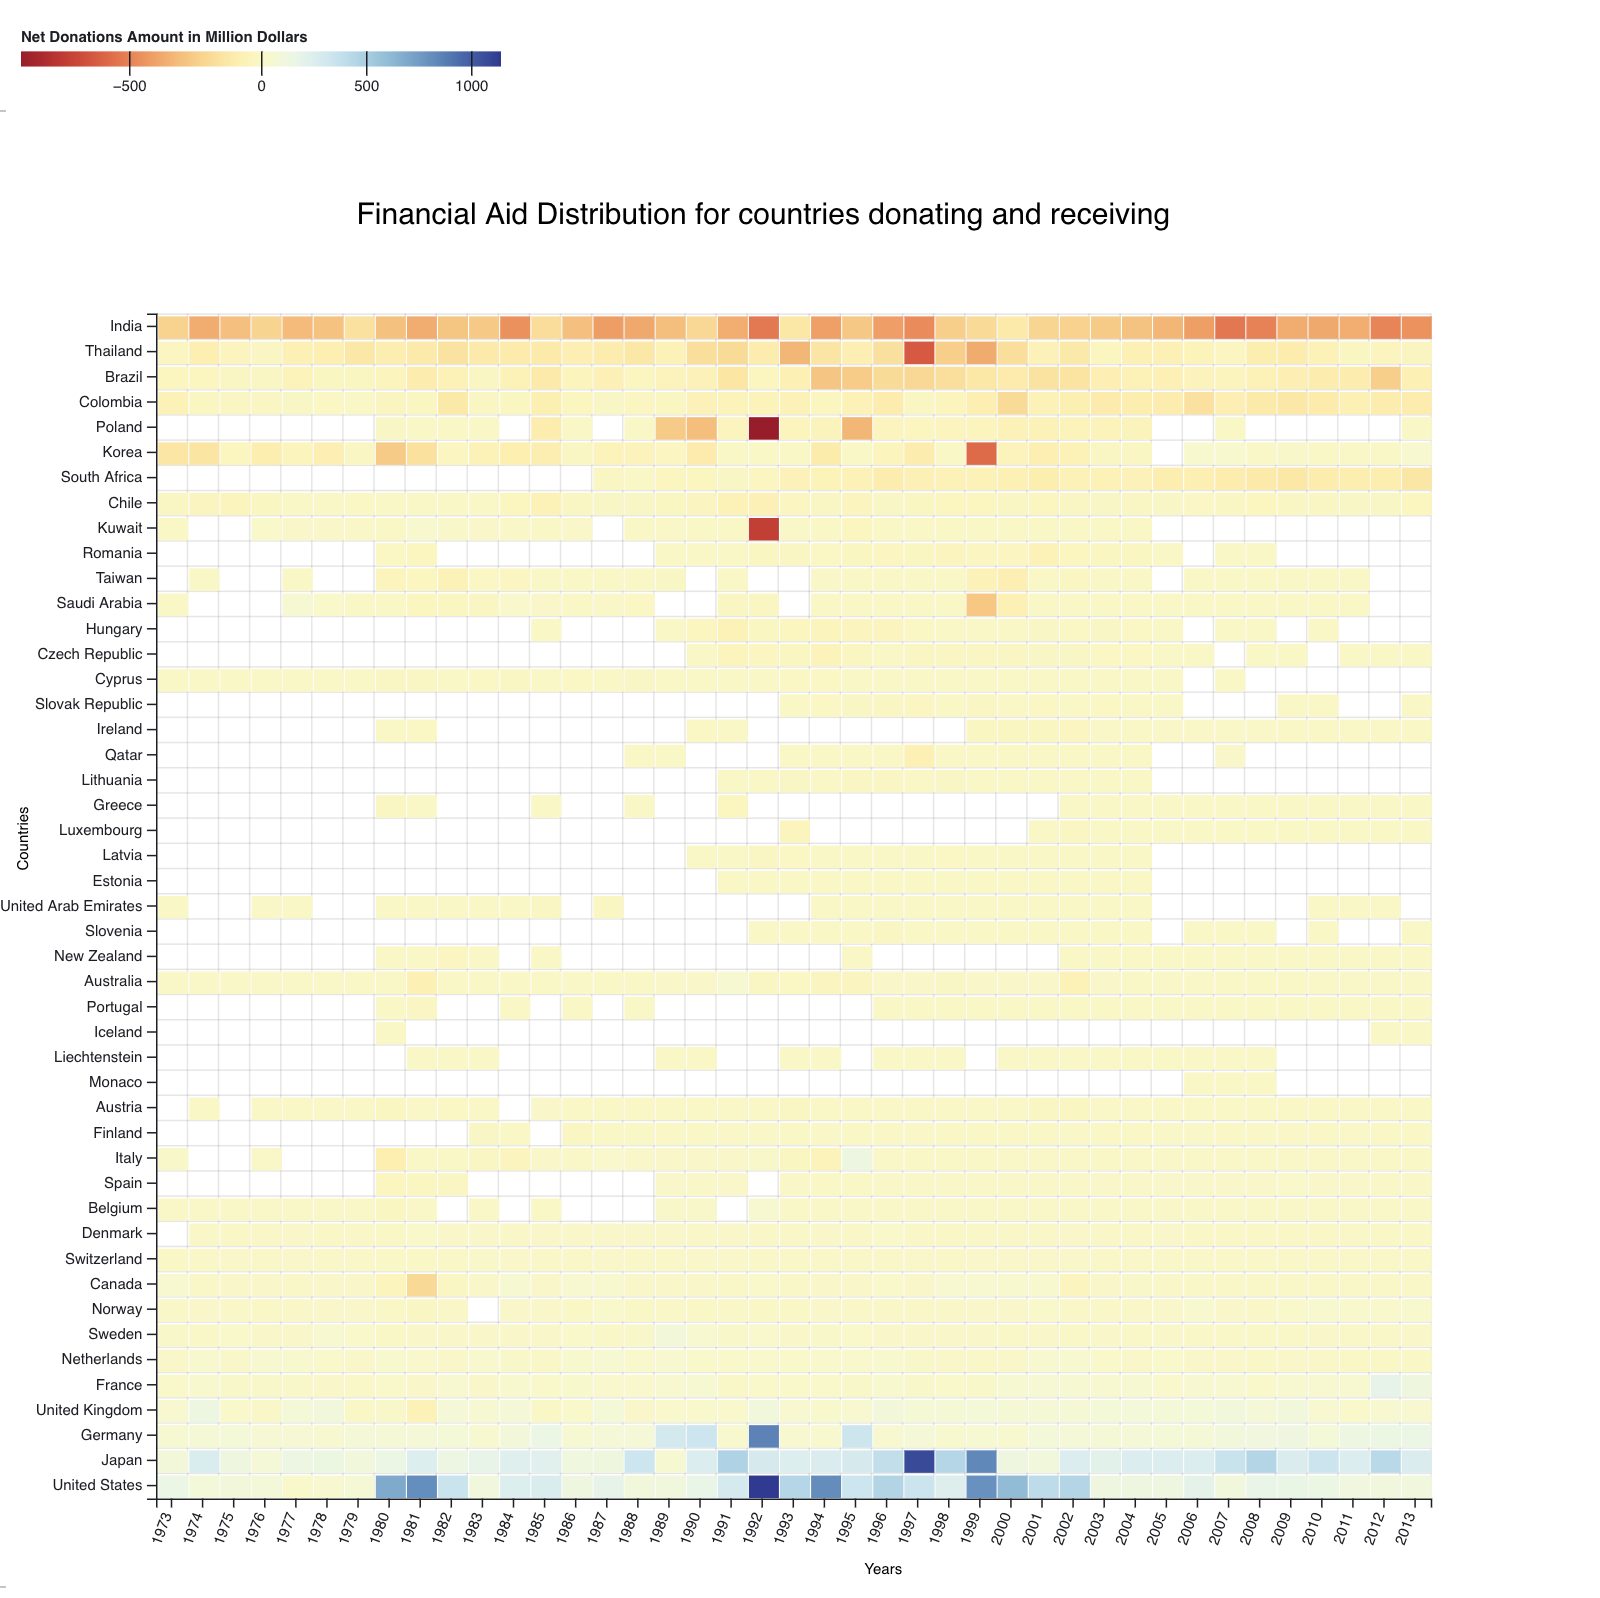 Net Donations Amount in Million Dollars
−500 0 500 1000
Financial Aid Distribution for countries donating and receiving
India
Thailand
Brazil
Colombia
Poland
Korea
South Africa
Chile
Kuwait
Romania
Taiwan
Saudi Arabia
Hungary
Czech Republic
Cyprus
Slovak Republic
Ireland
Qatar
Lithuania
Greece
Luxembourg
Latvia
Estonia
United Arab Emirates
Slovenia
New Zealand
Australia
Portugal
Iceland
Liechtenstein
Monaco
Austria
Finland
Italy
Spain
Belgium
Denmark
Switzerland
Canada
Norway
Sweden
Netherlands
France
United Kingdom
Germany
Japan
United States
Countries
1973 1974 1975 1976 1977 1978 1979 1980 1981 1982 1983 1984 1985 1986 1987 1988 1989 1990 1991 1992 1993 1994 1995 1996 1997 1998 1999 2000 2001 2002 2003 2004 2005 2006 2007 2008 2009 2010 2011 2012 2013
Years